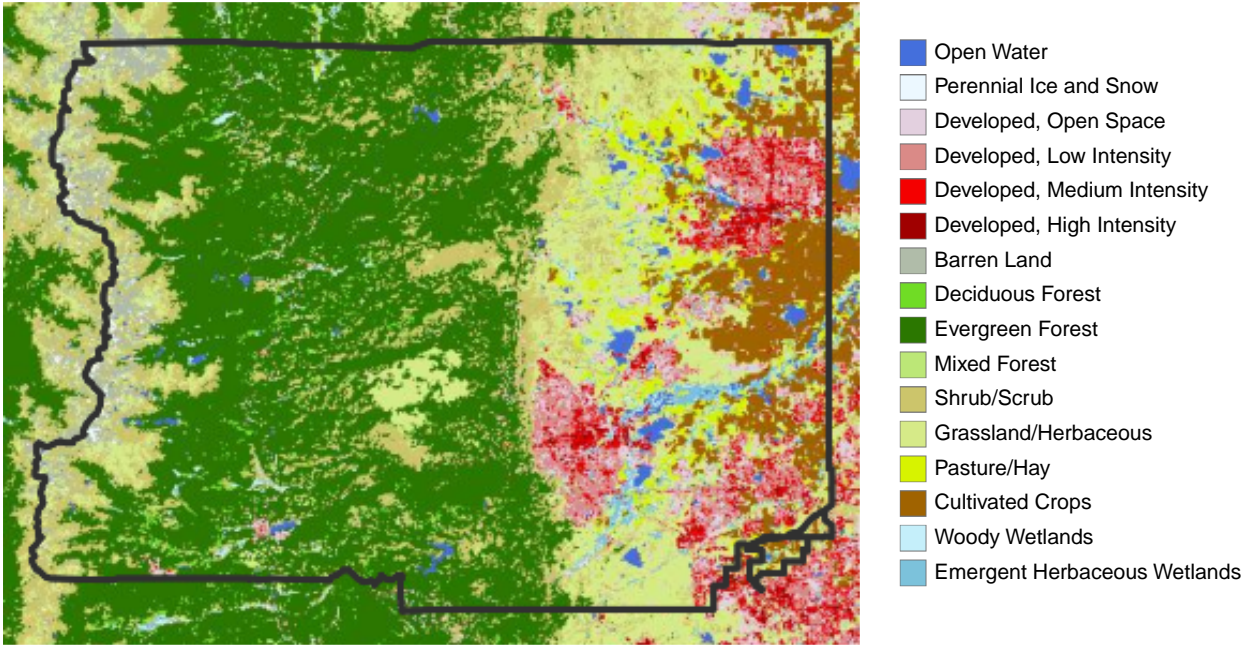 Open Water
Perennial Ice and Snow
Developed, Open Space
Developed, Low Intensity
Developed, Medium Intensity
Developed, High Intensity
Barren Land
Deciduous Forest
Evergreen Forest
Mixed Forest
Shrub/Scrub
Grassland/Herbaceous
Pasture/Hay
Cultivated Crops
Woody Wetlands
Emergent Herbaceous Wetlands